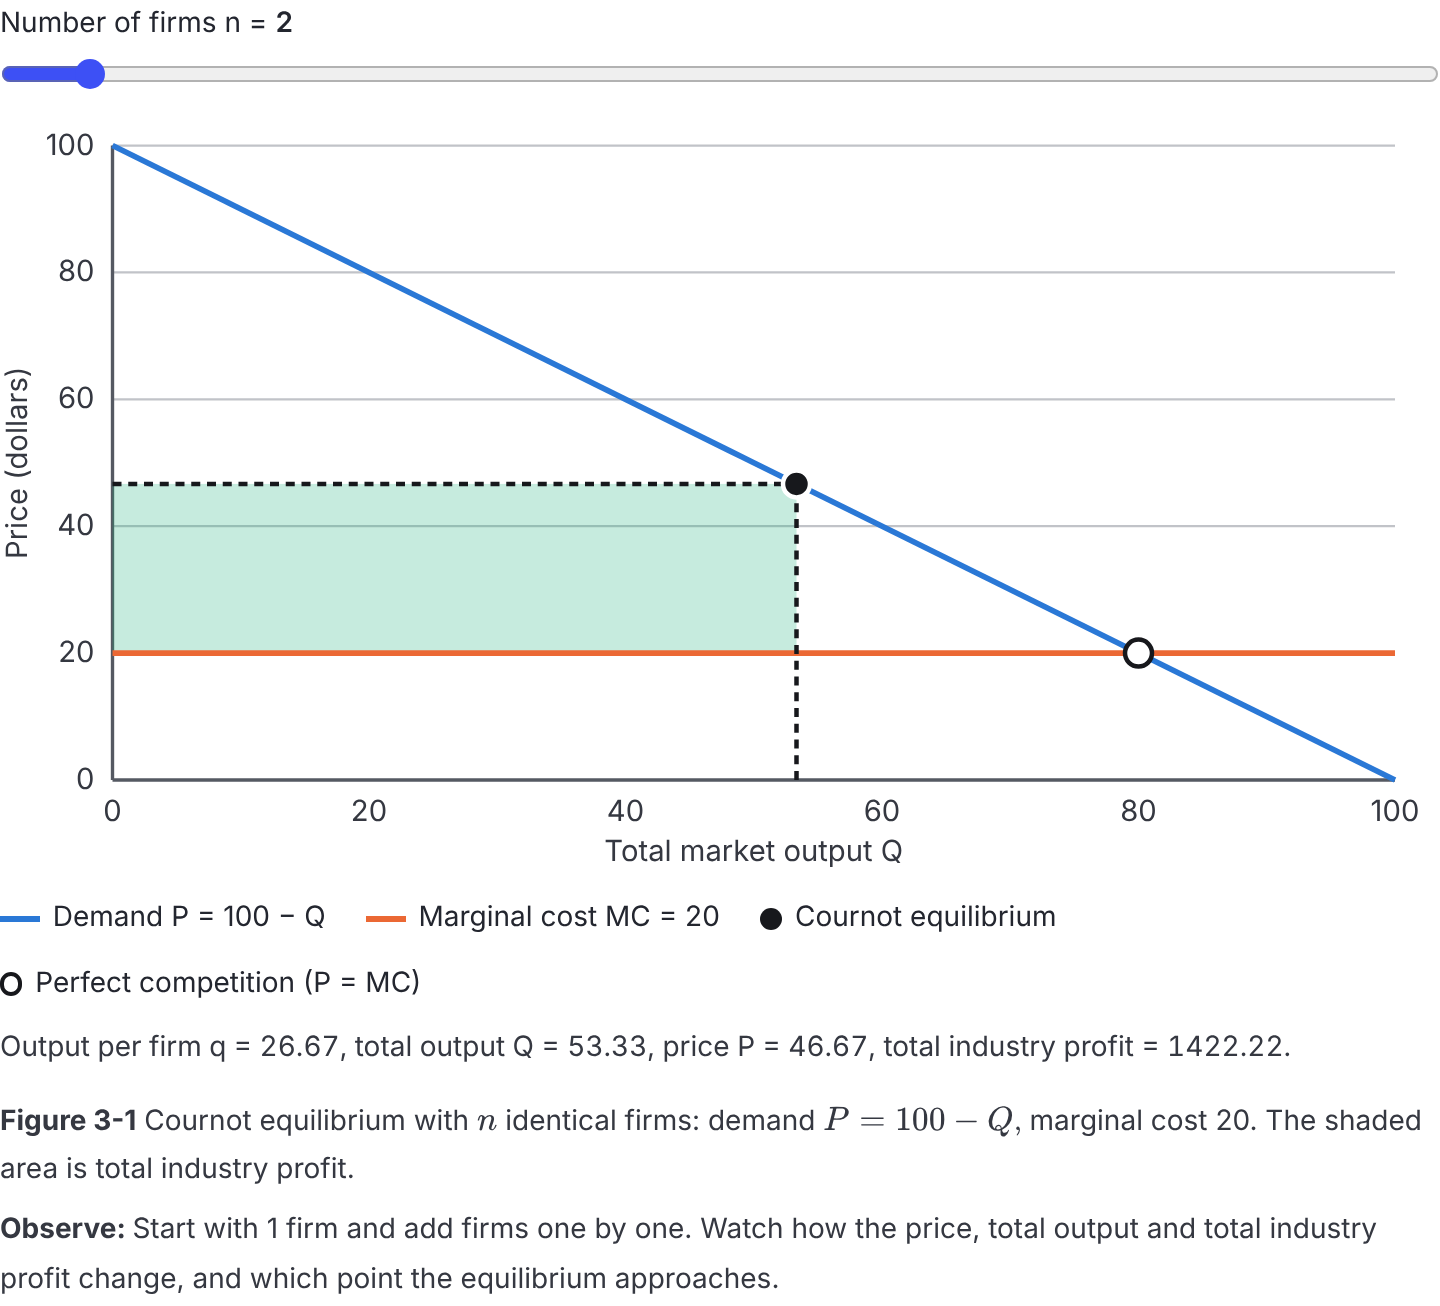 Number of firms n = 2
100
80
60
40
20
0
Price (dollars)
0 20 40 60 80 100
Total market output Q
Demand P = 100 − Q Marginal cost MC = 20 Cournot equilibrium
Perfect competition (P = MC)
Output per firm q = 26.67, total output Q = 53.33, price P = 46.67, total industry profit = 1422.22.
Figure 3-1 Cournot equilibrium with n identical firms: demand P = 100 − Q, marginal cost 20. The shaded
area is total industry profit.
Observe: Start with 1 firm and add firms one by one. Watch how the price, total output and total industry
profit change, and which point the equilibrium approaches.